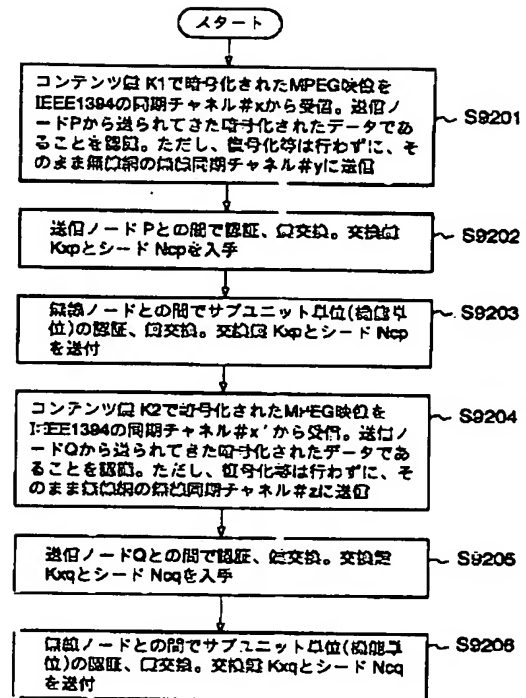 スタート
コンテンツ鍵 K1で暗号化されたMPEG映像を
IEEE1394の同期チャネル#xから受信。送信ノ
ードPから送られてきた暗号化されたデータであ
ることを認識。ただし、復号化等は行わずに、そ
のまま無線網の無線同期チャネル#yに送信
S9201
送信ノード Pとの間で認証、鍵交換。交換鍵
Kxpとシード Ncpを入手
S9202
無線ノードとの間でサブユニット単位(機能単
位)の認証、鍵交換。交換鍵 Kxpとシード Ncp
を送付
S9203
コンテンツ鍵 K2で暗号化されたMPEG映像を
IEEE1394の同期チャネル#x'から受信。送信ノ
ードQから送られてきた暗号化されたデータであ
ることを認識。ただし、復号化等は行わずに、そ
のまま無線網の無線同期チャネル#zに送信
S9204
送信ノードQとの間で認証、鍵交換。交換鍵
Kxqとシード Ncqを入手
S9205
無線ノードとの間でサブユニット単位(機能単
位)の認証、鍵交換。交換鍵 Kxqとシード Ncq
を送付
S9206